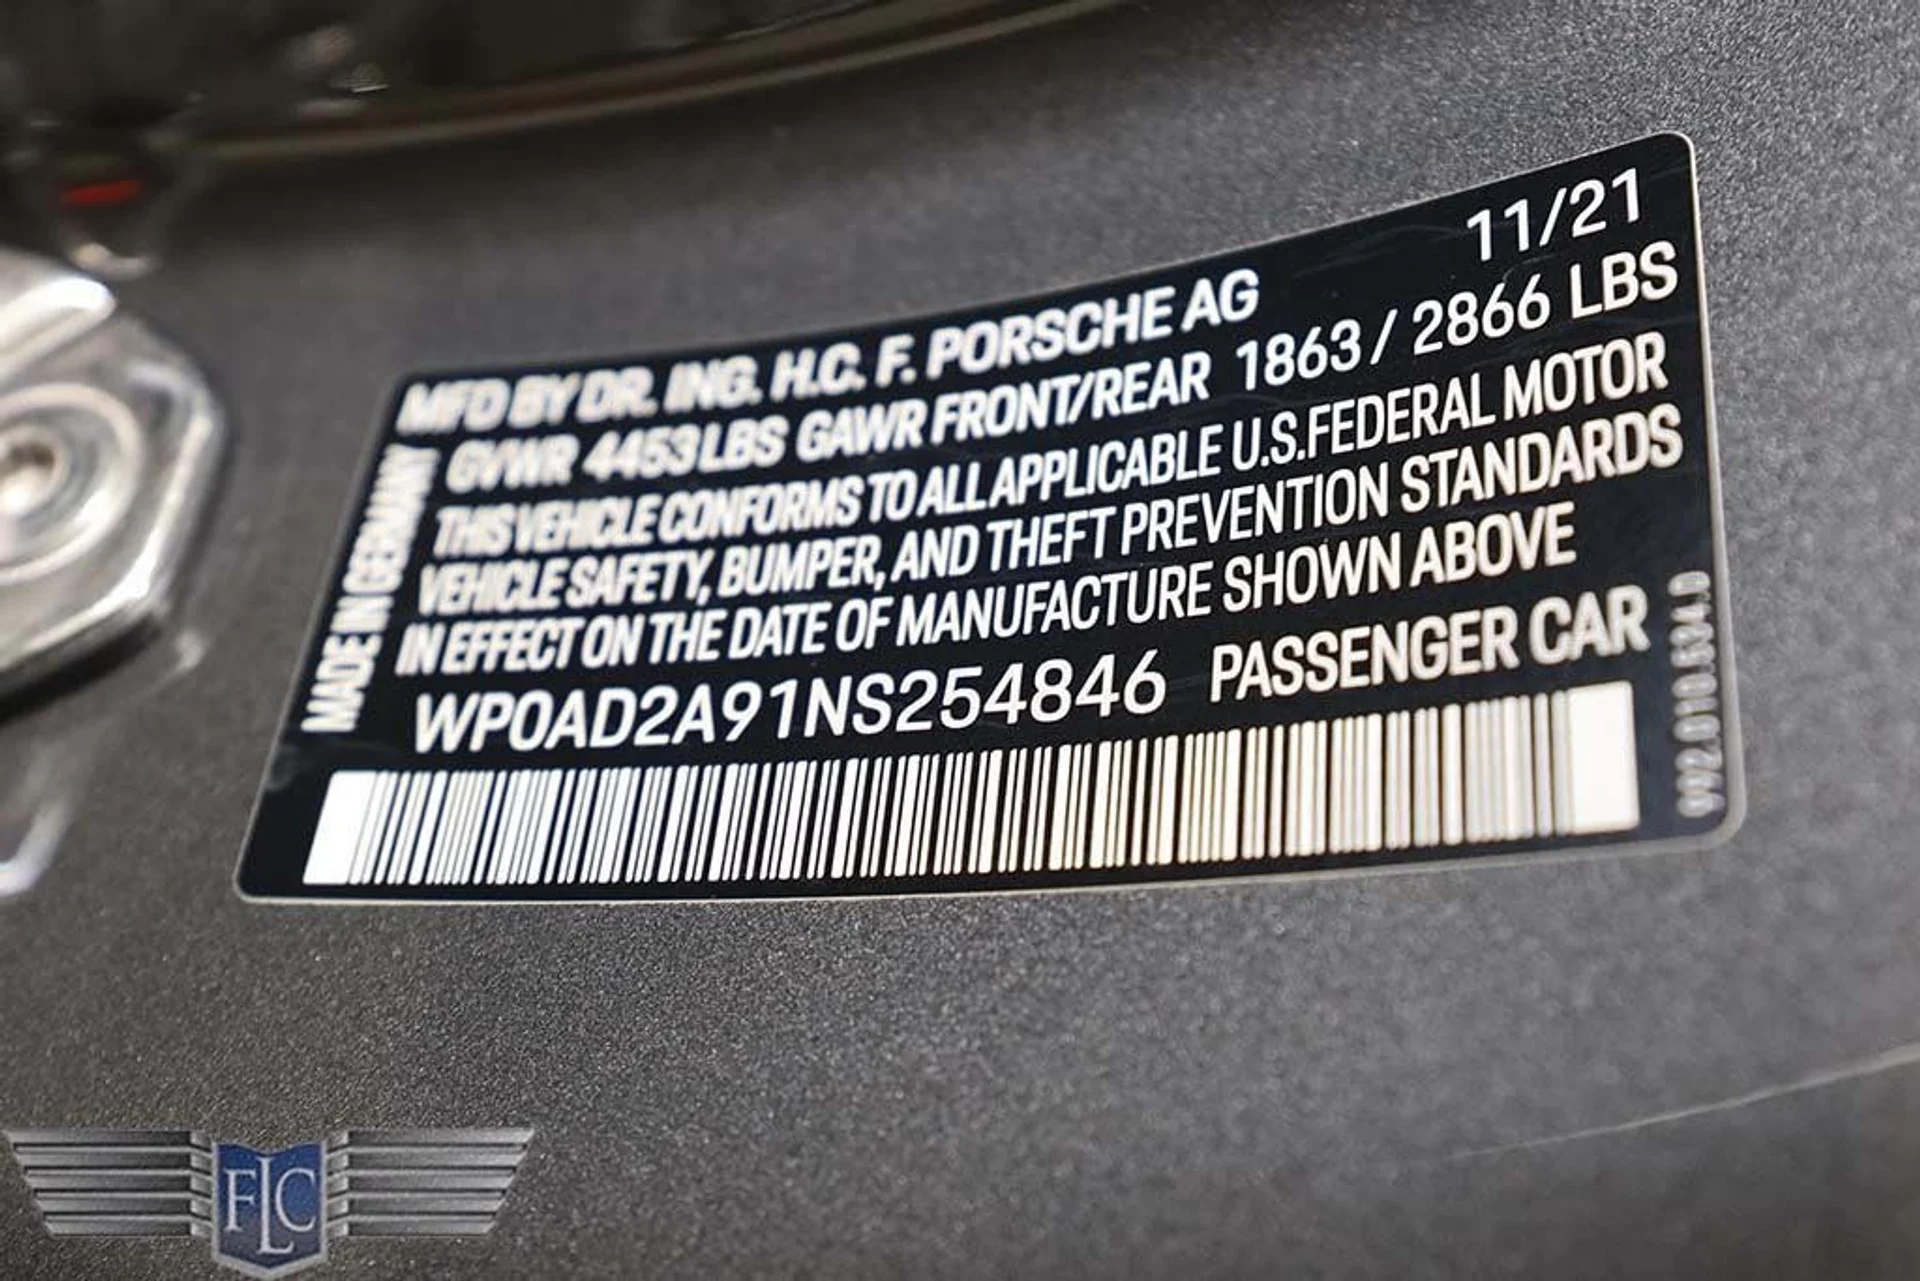 11/21
MFD BY DR. ING. H.C. F. PORSCHE AG
GVWR 4453 LBS GAWR FRONT/REAR 1863 / 2866 LBS
THIS VEHICLE CONFORMS TO ALL APPLICABLE U.S.FEDERAL MOTOR
VEHICLE SAFETY, BUMPER, AND THEFT PREVENTION STANDARDS
IN EFFECT ON THE DATE OF MANUFACTURE SHOWN ABOVE
WP0AD2A91NS254846 PASSENGER CAR
MADE IN GERMANY
992.010.534.D
FLC